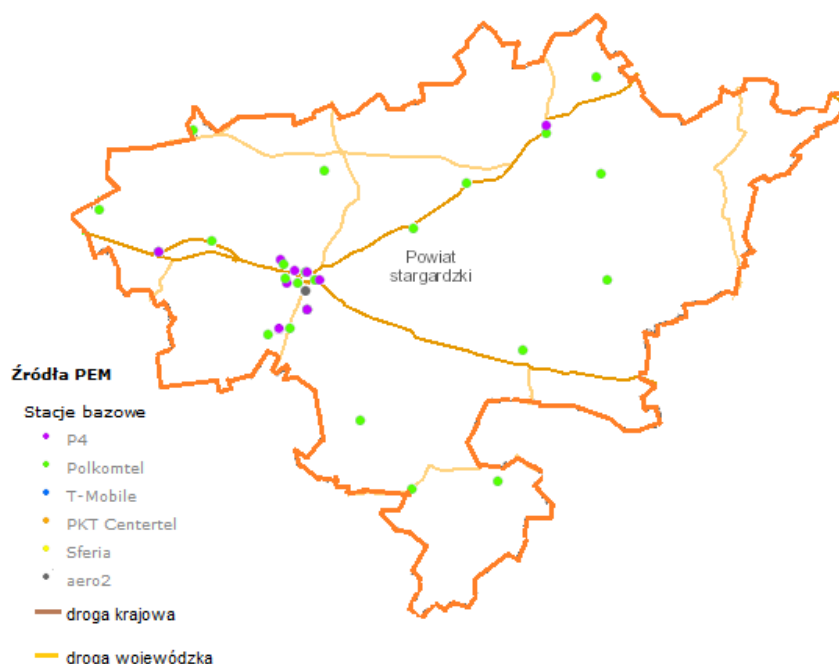 Powiat
stargardzki
Źródła PEM
Stacje bazowe
P4
Polkomtel
T-Mobile
PKT Centertel
Sferia
aero2
droga krajowa
droga wojewódzka